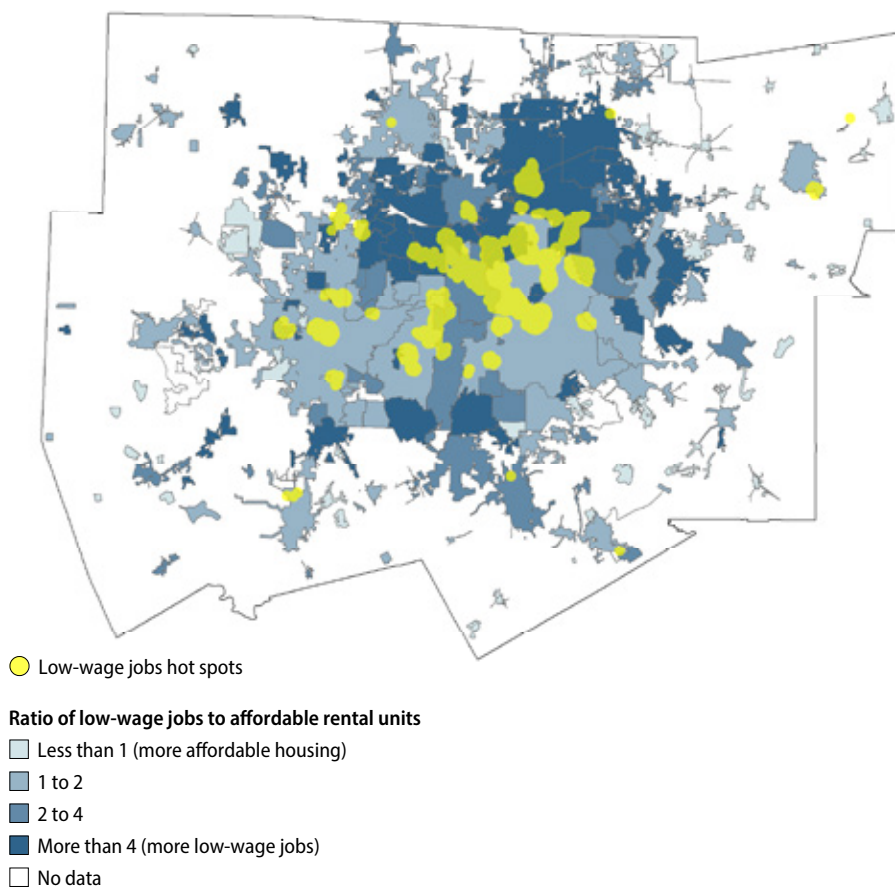 Low-wage jobs hot spots
Ratio of low-wage jobs to affordable rental units
Less than 1 (more affordable housing)
1 to 2
2 to 4
More than 4 (more low-wage jobs)
No data